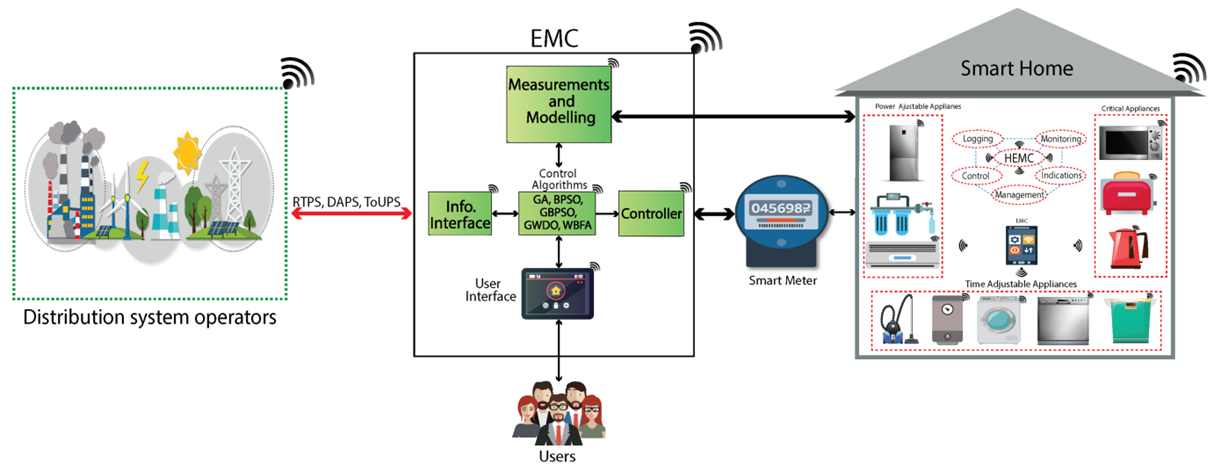 EMC
Smart Home
Measurements
and
Modelling
Power Ajustable Applianes
Critical Appliances
Logging
Monitoring
HEMC
Control
Indications
Management
Control
Algorithms
RTPS, DAPS, ToUPS
Info.
Interface
GA, BPSO,
GBPSO,
GWDO, WBFA
Controller
045698?
EMC
User
Interface
Smart Meter
Time Adjustable Appliances
Distribution system operators
Users